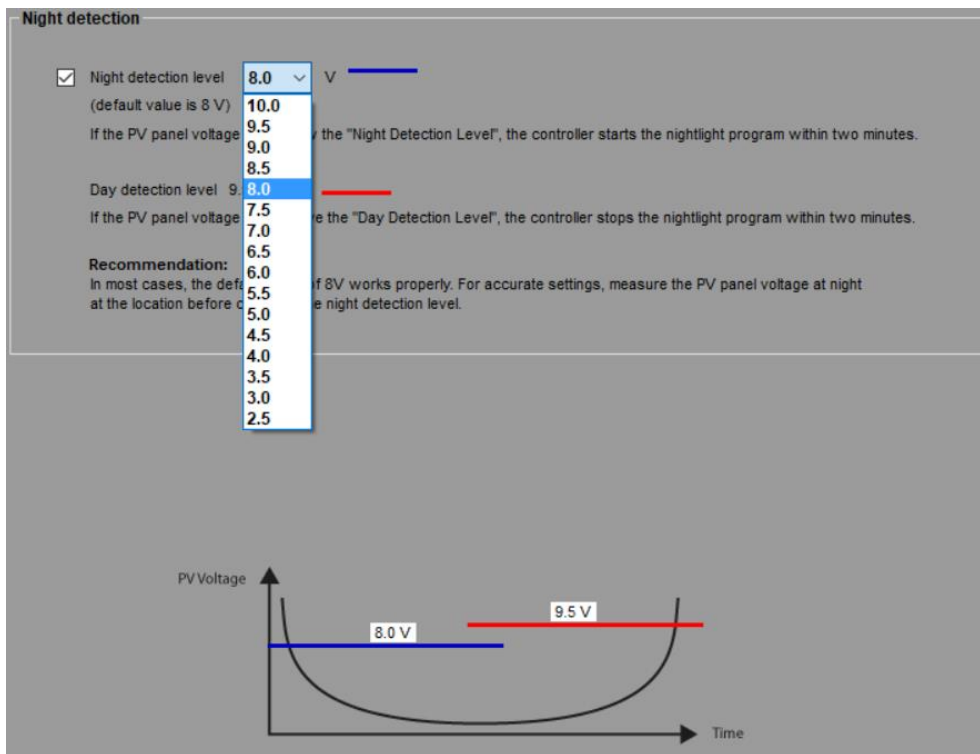 Night detection
Night detection level 8.0 V
(default value is 8 V)
10.0
9.5
9.0
8.5
8.0
7.5
7.0
6.5
6.0
5.5
5.0
4.5
4.0
3.5
3.0
2.5
If the PV panel voltage the "Night Detection Level", the controller starts the nightlight program within two minutes.
Day detection level 9.
If the PV panel voltage the "Day Detection Level", the controller stops the nightlight program within two minutes.
Recommendation:
In most cases, the of 8V works properly. For accurate settings, measure the PV panel voltage at night
at the location before night detection level.
PV Voltage
9.5 V
8.0 V
Time